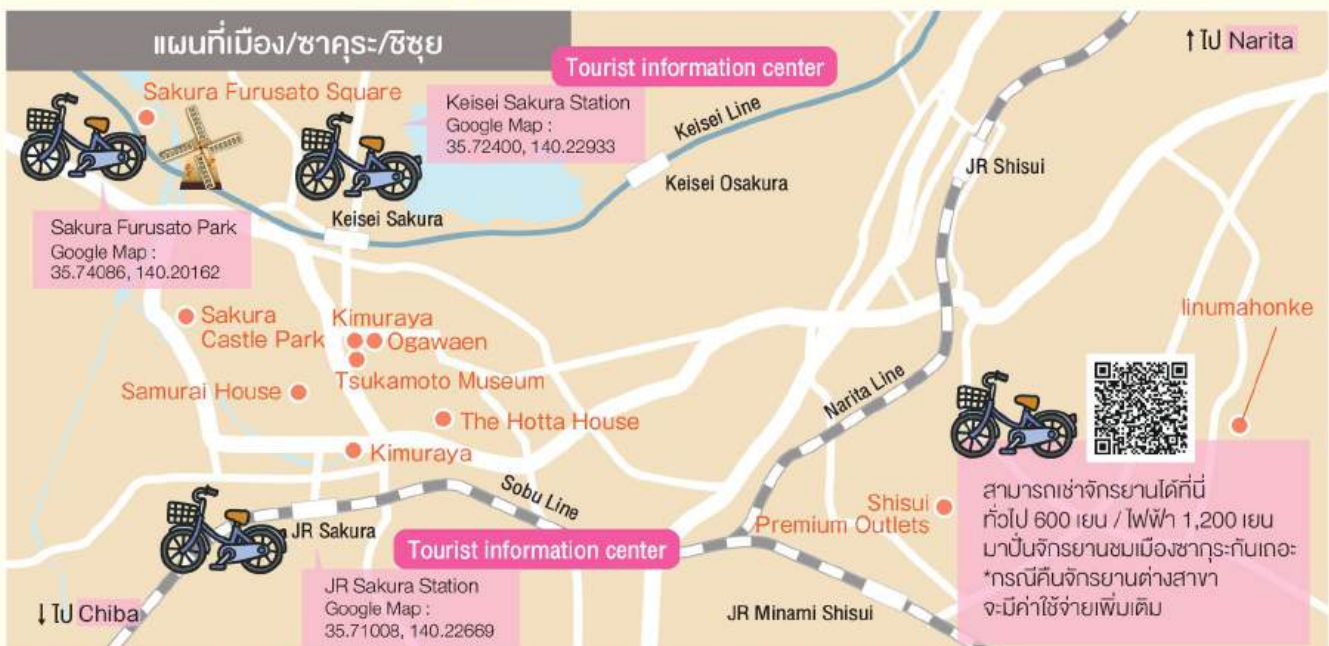 แผนที่เมือง/ซาคุระ/ชิซุย
↑ ไป Narita
Tourist information center
Sakura Furusato Square
Keisei Sakura Station
Google Map :
35.72400, 140.22933
Keisei Line
JR Shisui
Keisei Osakura
Keisei Sakura
Sakura Furusato Park
Google Map :
35.74086, 140.20162
Iinumahonke
Sakura
Castle Park
Kimuraya
Ogawaen
Tsukamoto Museum
Samurai House
The Hotta House
Narita Line
Kimuraya
Sobu Line
Shisui
Premium Outlets
สามารถเช่าจักรยานได้ที่นี่
ทั่วไป 600 เยน / ไฟฟ้า 1,200 เยน
มาปั่นจักรยานชมเมืองซากุระกันเถอะ
*กรณีคืนจักรยานต่างสาขา
จะมีค่าใช้จ่ายเพิ่มเติม
JR Sakura
Tourist information center
JR Sakura Station
Google Map :
35.71008, 140.22669
JR Minami Shisui
↓ ไป Chiba